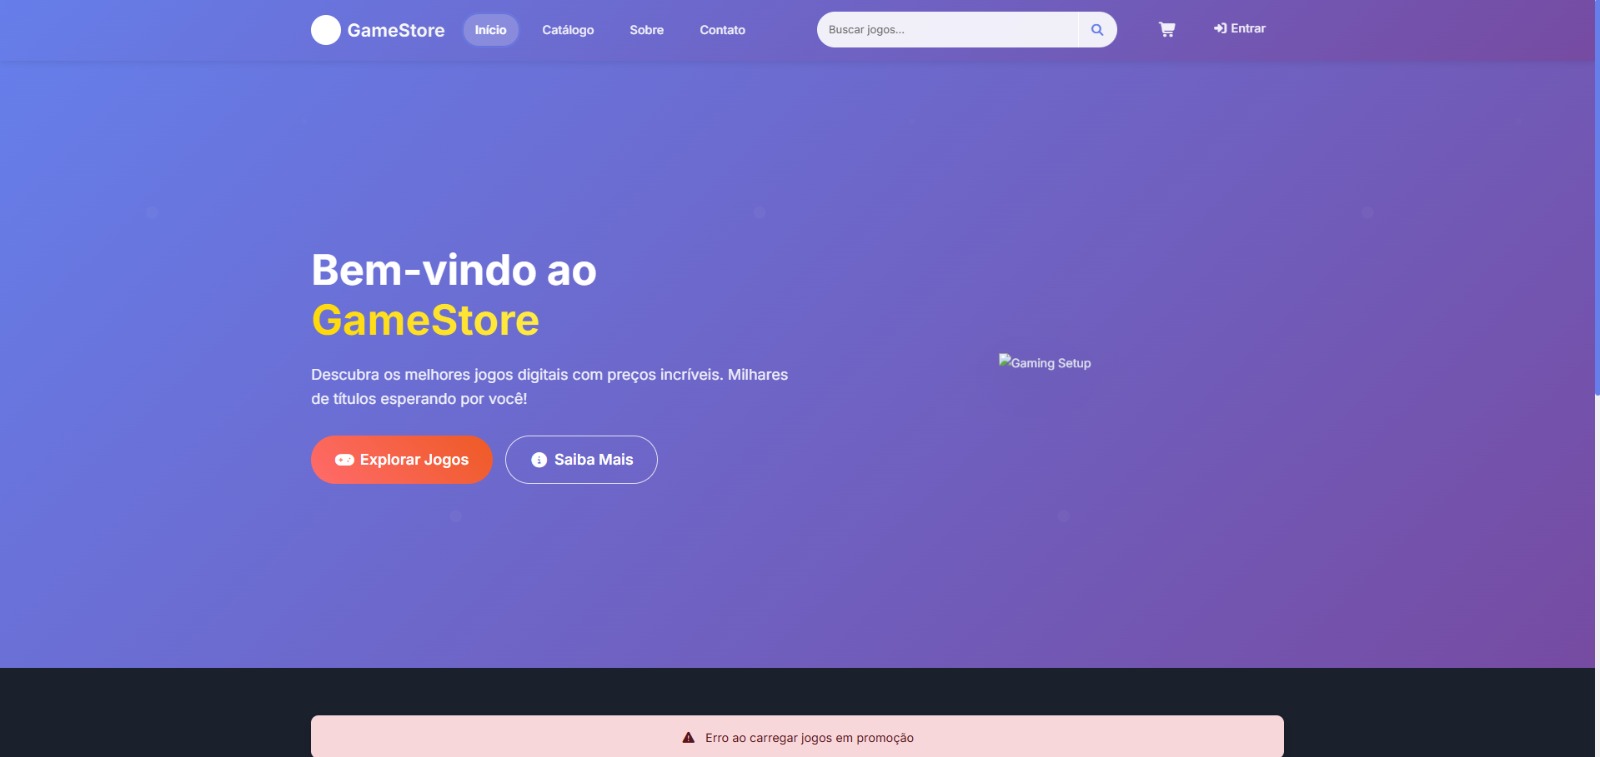 GameStore
Início
Catálogo
Sobre
Contato
Buscar jogos...
Entrar
Bem-vindo ao
GameStore
Descubra os melhores jogos digitais com preços incríveis. Milhares
de títulos esperando por você!
Gaming Setup
Explorar Jogos
Saiba Mais
Erro ao carregar jogos em promoção